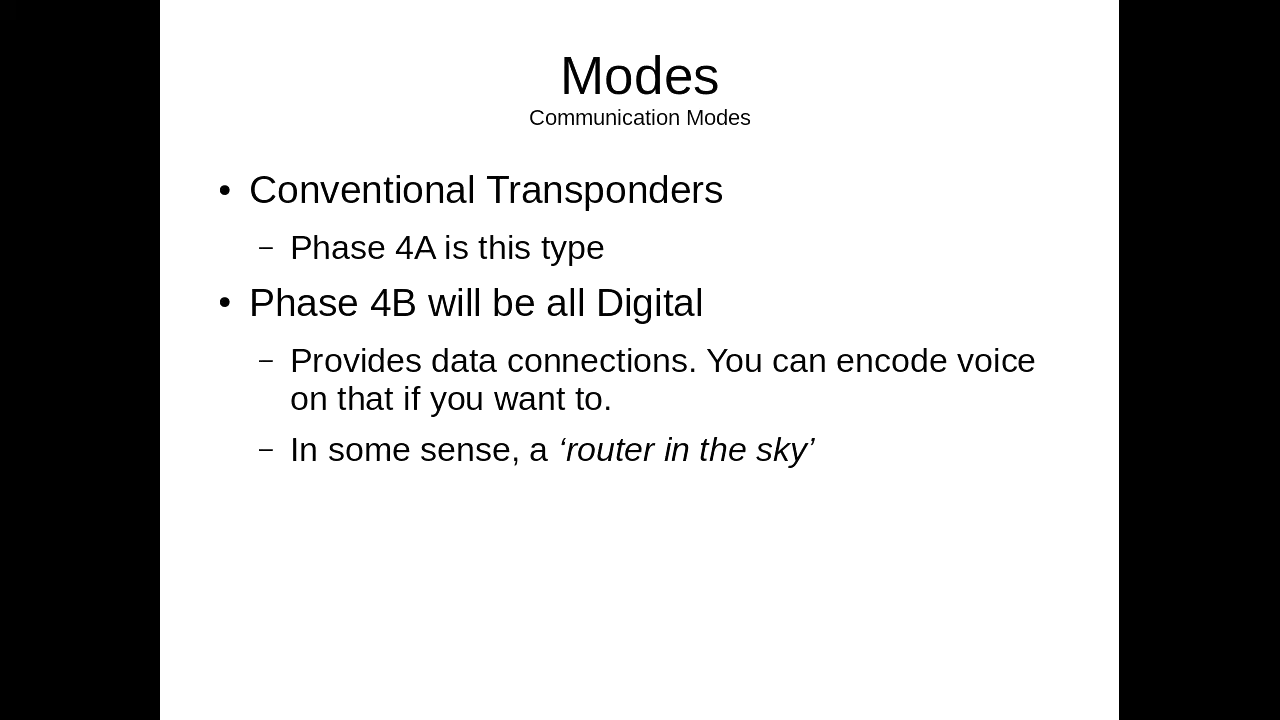 Modes
Communication Modes
• Conventional Transponders
– Phase 4A is this type
• Phase 4B will be all Digital
– Provides data connections. You can encode voice
on that if you want to.
– In some sense, a ‘router in the sky’